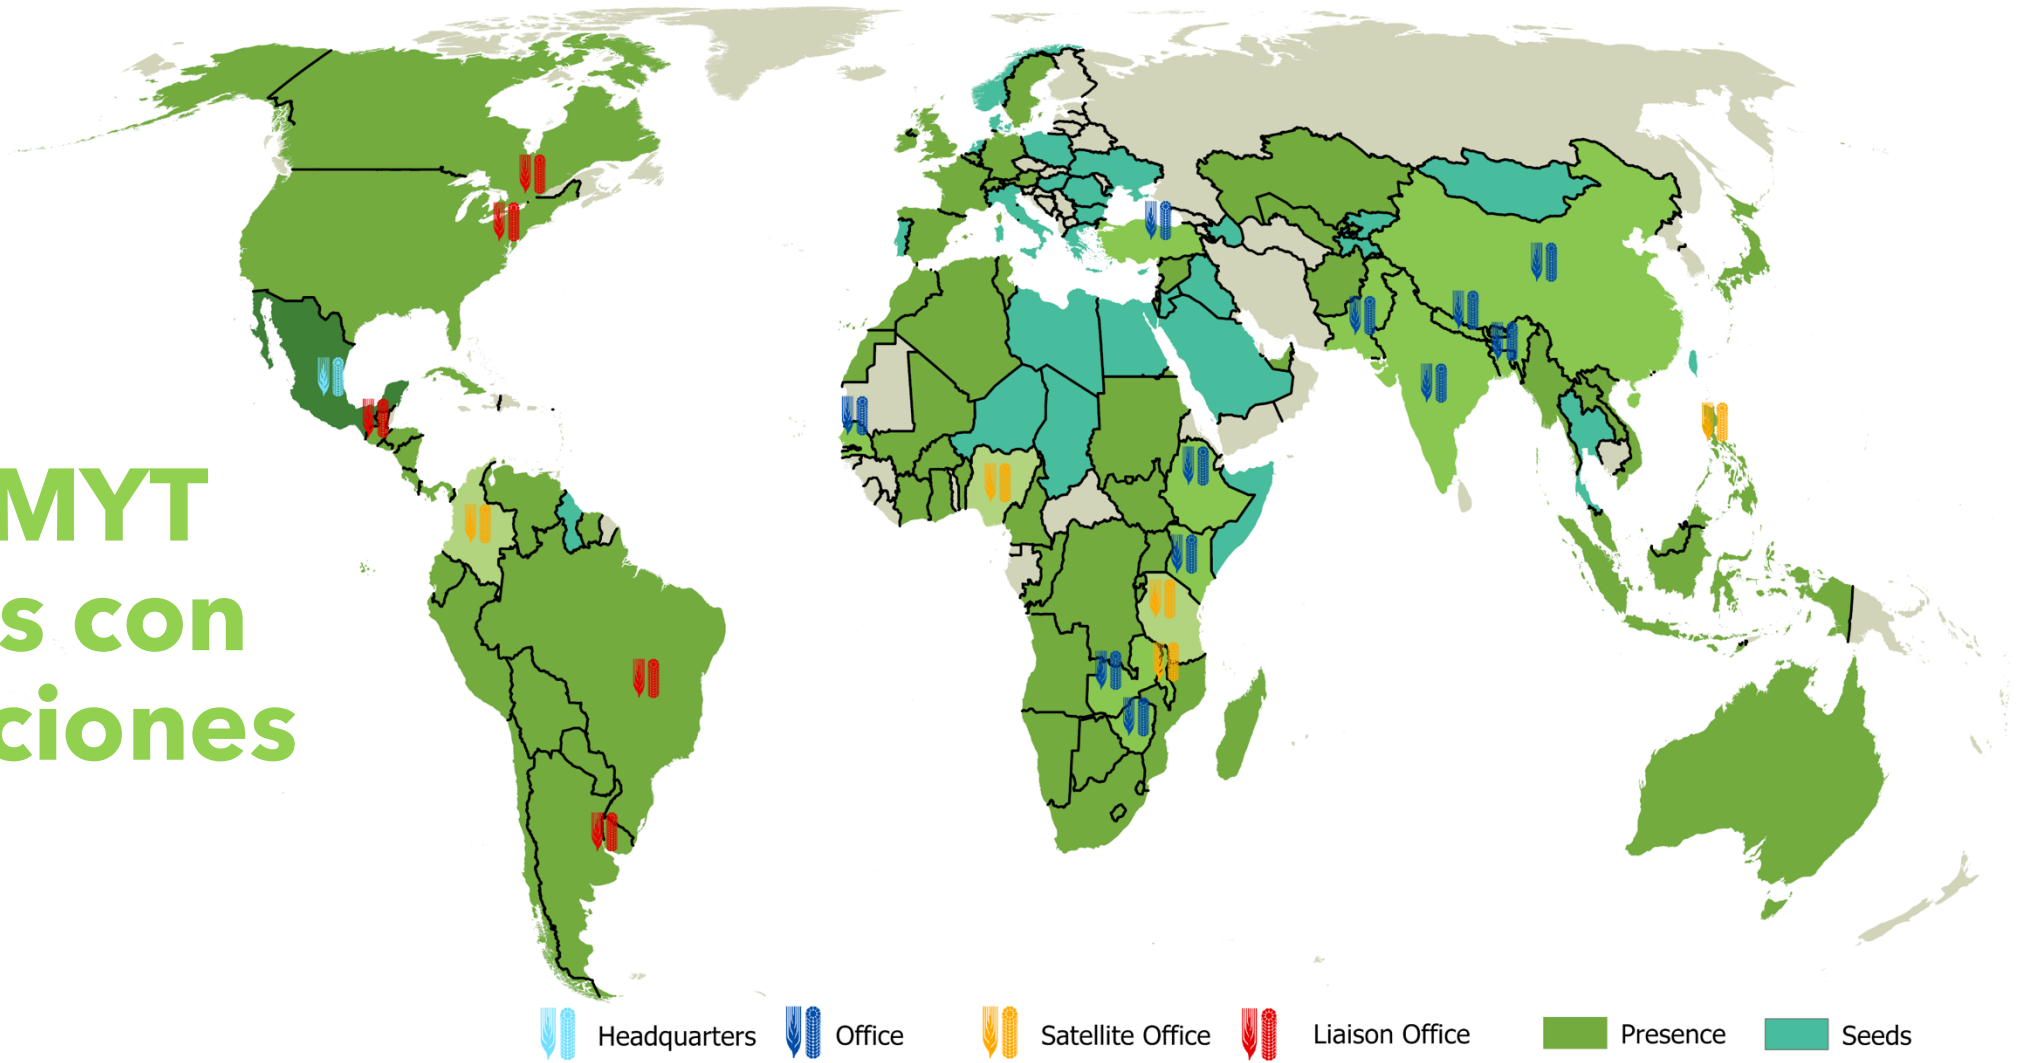 MYT
s con
ciones
Headquarters Office Satellite Office Liaison Office Presence Seeds